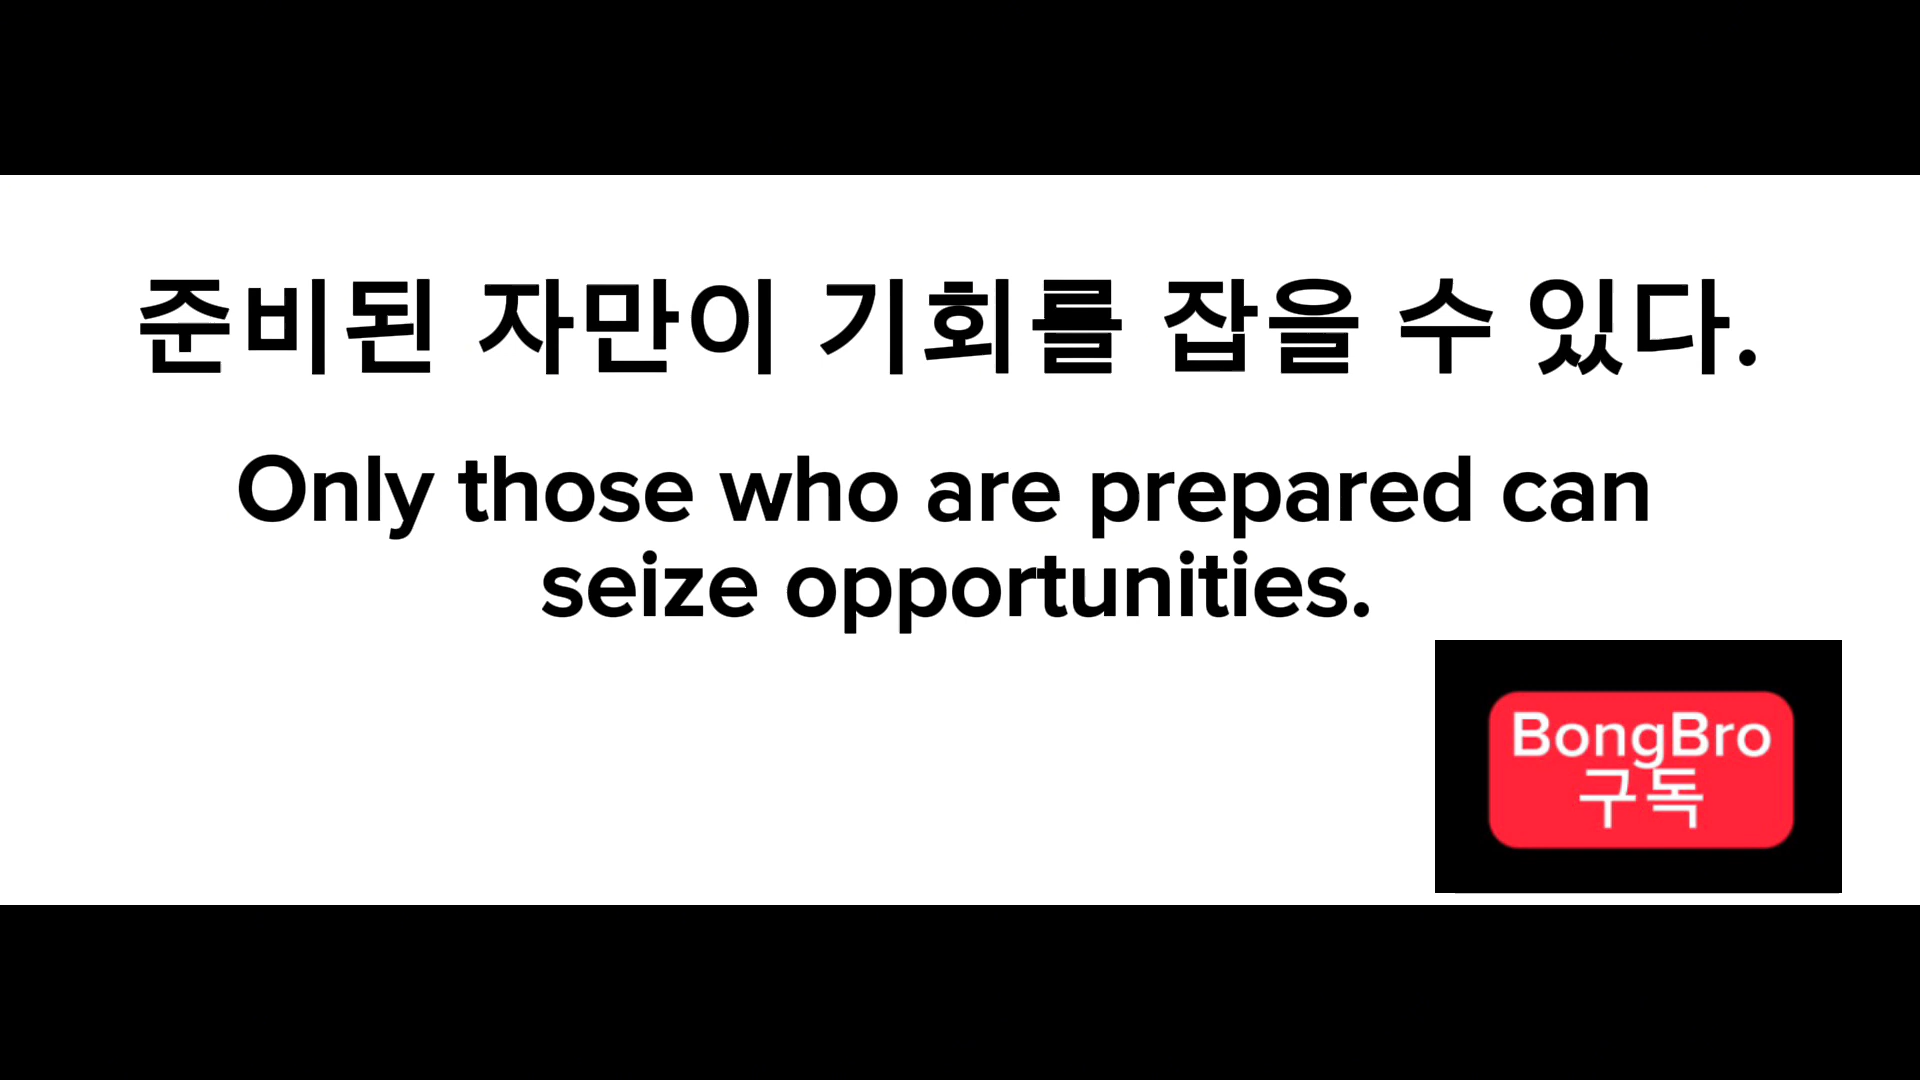 준비된 자만이 기회를 잡을 수 있다.
Only those who are prepared can
seize opportunities.
BongBro
구독